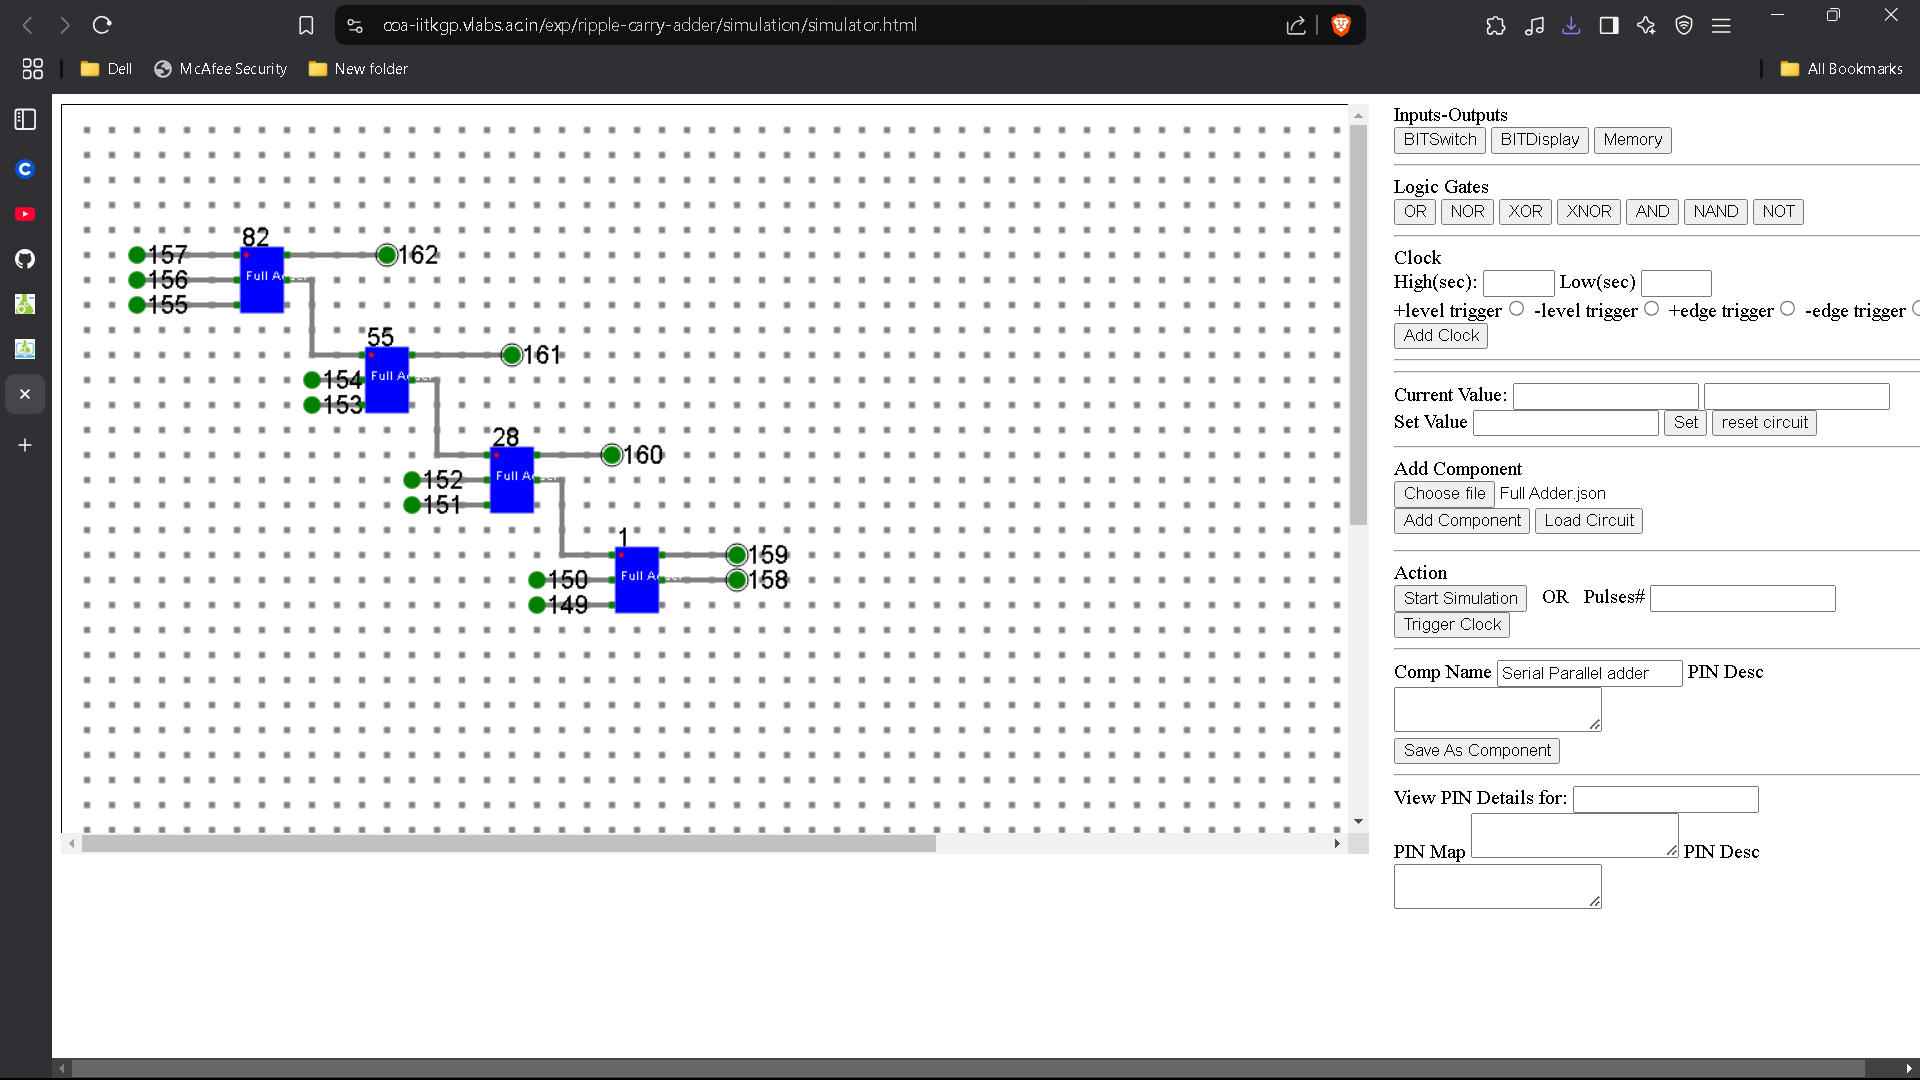 coa-iitkgp.vlabs.ac.in/exp/ripple-carry-adder/simulation/simulator.html
Dell McAfee Security New folder All Bookmarks
Inputs-Outputs
BITSwitch BITDisplay Memory
Logic Gates
OR NOR XOR XNOR AND NAND NOT
Clock
High(sec): Low(sec)
+level trigger -level trigger +edge trigger -edge trigger
Add Clock
Current Value:
Set Value Set reset circuit
Add Component
Choose file Full Adder.json
Add Component Load Circuit
Action
Start Simulation OR Pulses#
Trigger Clock
Comp Name Serial Parallel adder PIN Desc
Save As Component
View PIN Details for:
PIN Map PIN Desc
82
157 162
Full A
156
155
55
161
154 Full A
153
28
160
152 Full A
151
1
159
150 Full A 158
149